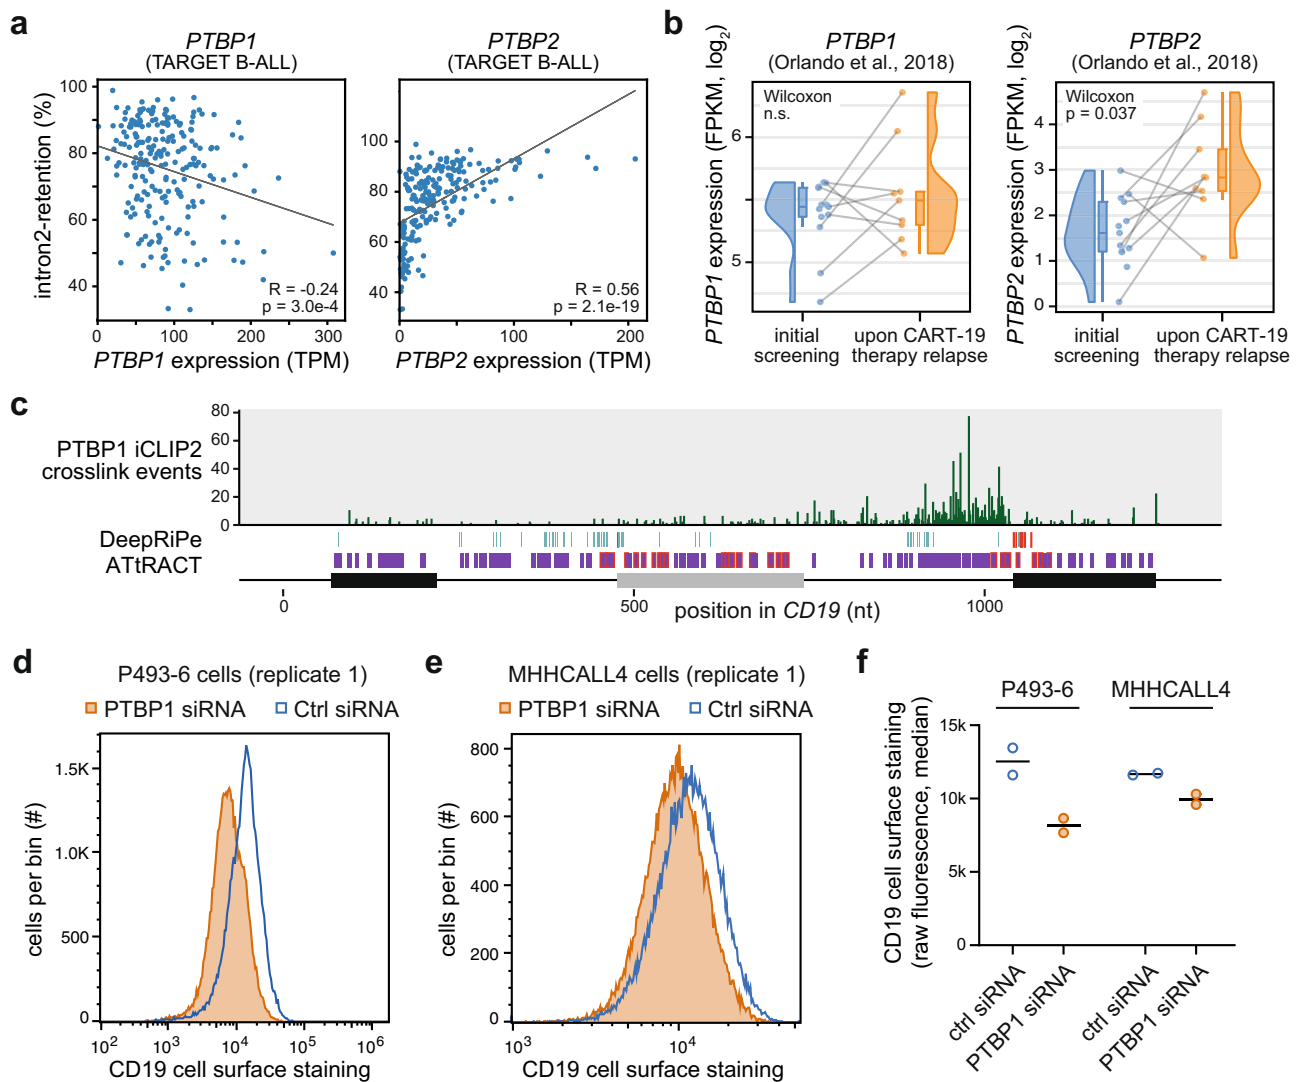 a
PTBP1
(TARGET B-ALL)
PTBP2
(TARGET B-ALL)
intron2-retention (%)
100
80
60
40
R = -0.24
p = 3.0e-4
0
100
200
300
PTBP1 expression (TPM)
100
80
60
40
R = 0.56
p = 2.1e-19
0
100
200
PTBP2 expression (TPM)
b
PTBP1
(Orlando et al., 2018)
PTBP1 expression (FPKM, log2)
Wilcoxon
n.s.
6
5
initial
screening
upon CART-19
therapy relapse
PTBP2
(Orlando et al., 2018)
PTBP2 expression (FPKM, log2)
Wilcoxon
p = 0.037
4
3
2
1
0
initial
screening
upon CART-19
therapy relapse
c
PTBP1 iCLIP2
crosslink events
80
60
40
20
0
DeepRiPe
ATtRACT
0
500
1000
position in CD19 (nt)
d
P493-6 cells (replicate 1)
PTBP1 siRNA
Ctrl siRNA
cells per bin (#)
1.5K
1.0K
500
0
10^2
10^3
10^4
10^5
10^6
CD19 cell surface staining
e
MHHCALL4 cells (replicate 1)
PTBP1 siRNA
Ctrl siRNA
cells per bin (#)
800
600
400
200
0
10^3
10^4
CD19 cell surface staining
f
P493-6
MHHCALL4
CD19 cell surface staining
(raw fluorescence, median)
15k
10k
5k
0
ctrl siRNA
PTBP1 siRNA
ctrl siRNA
PTBP1 siRNA